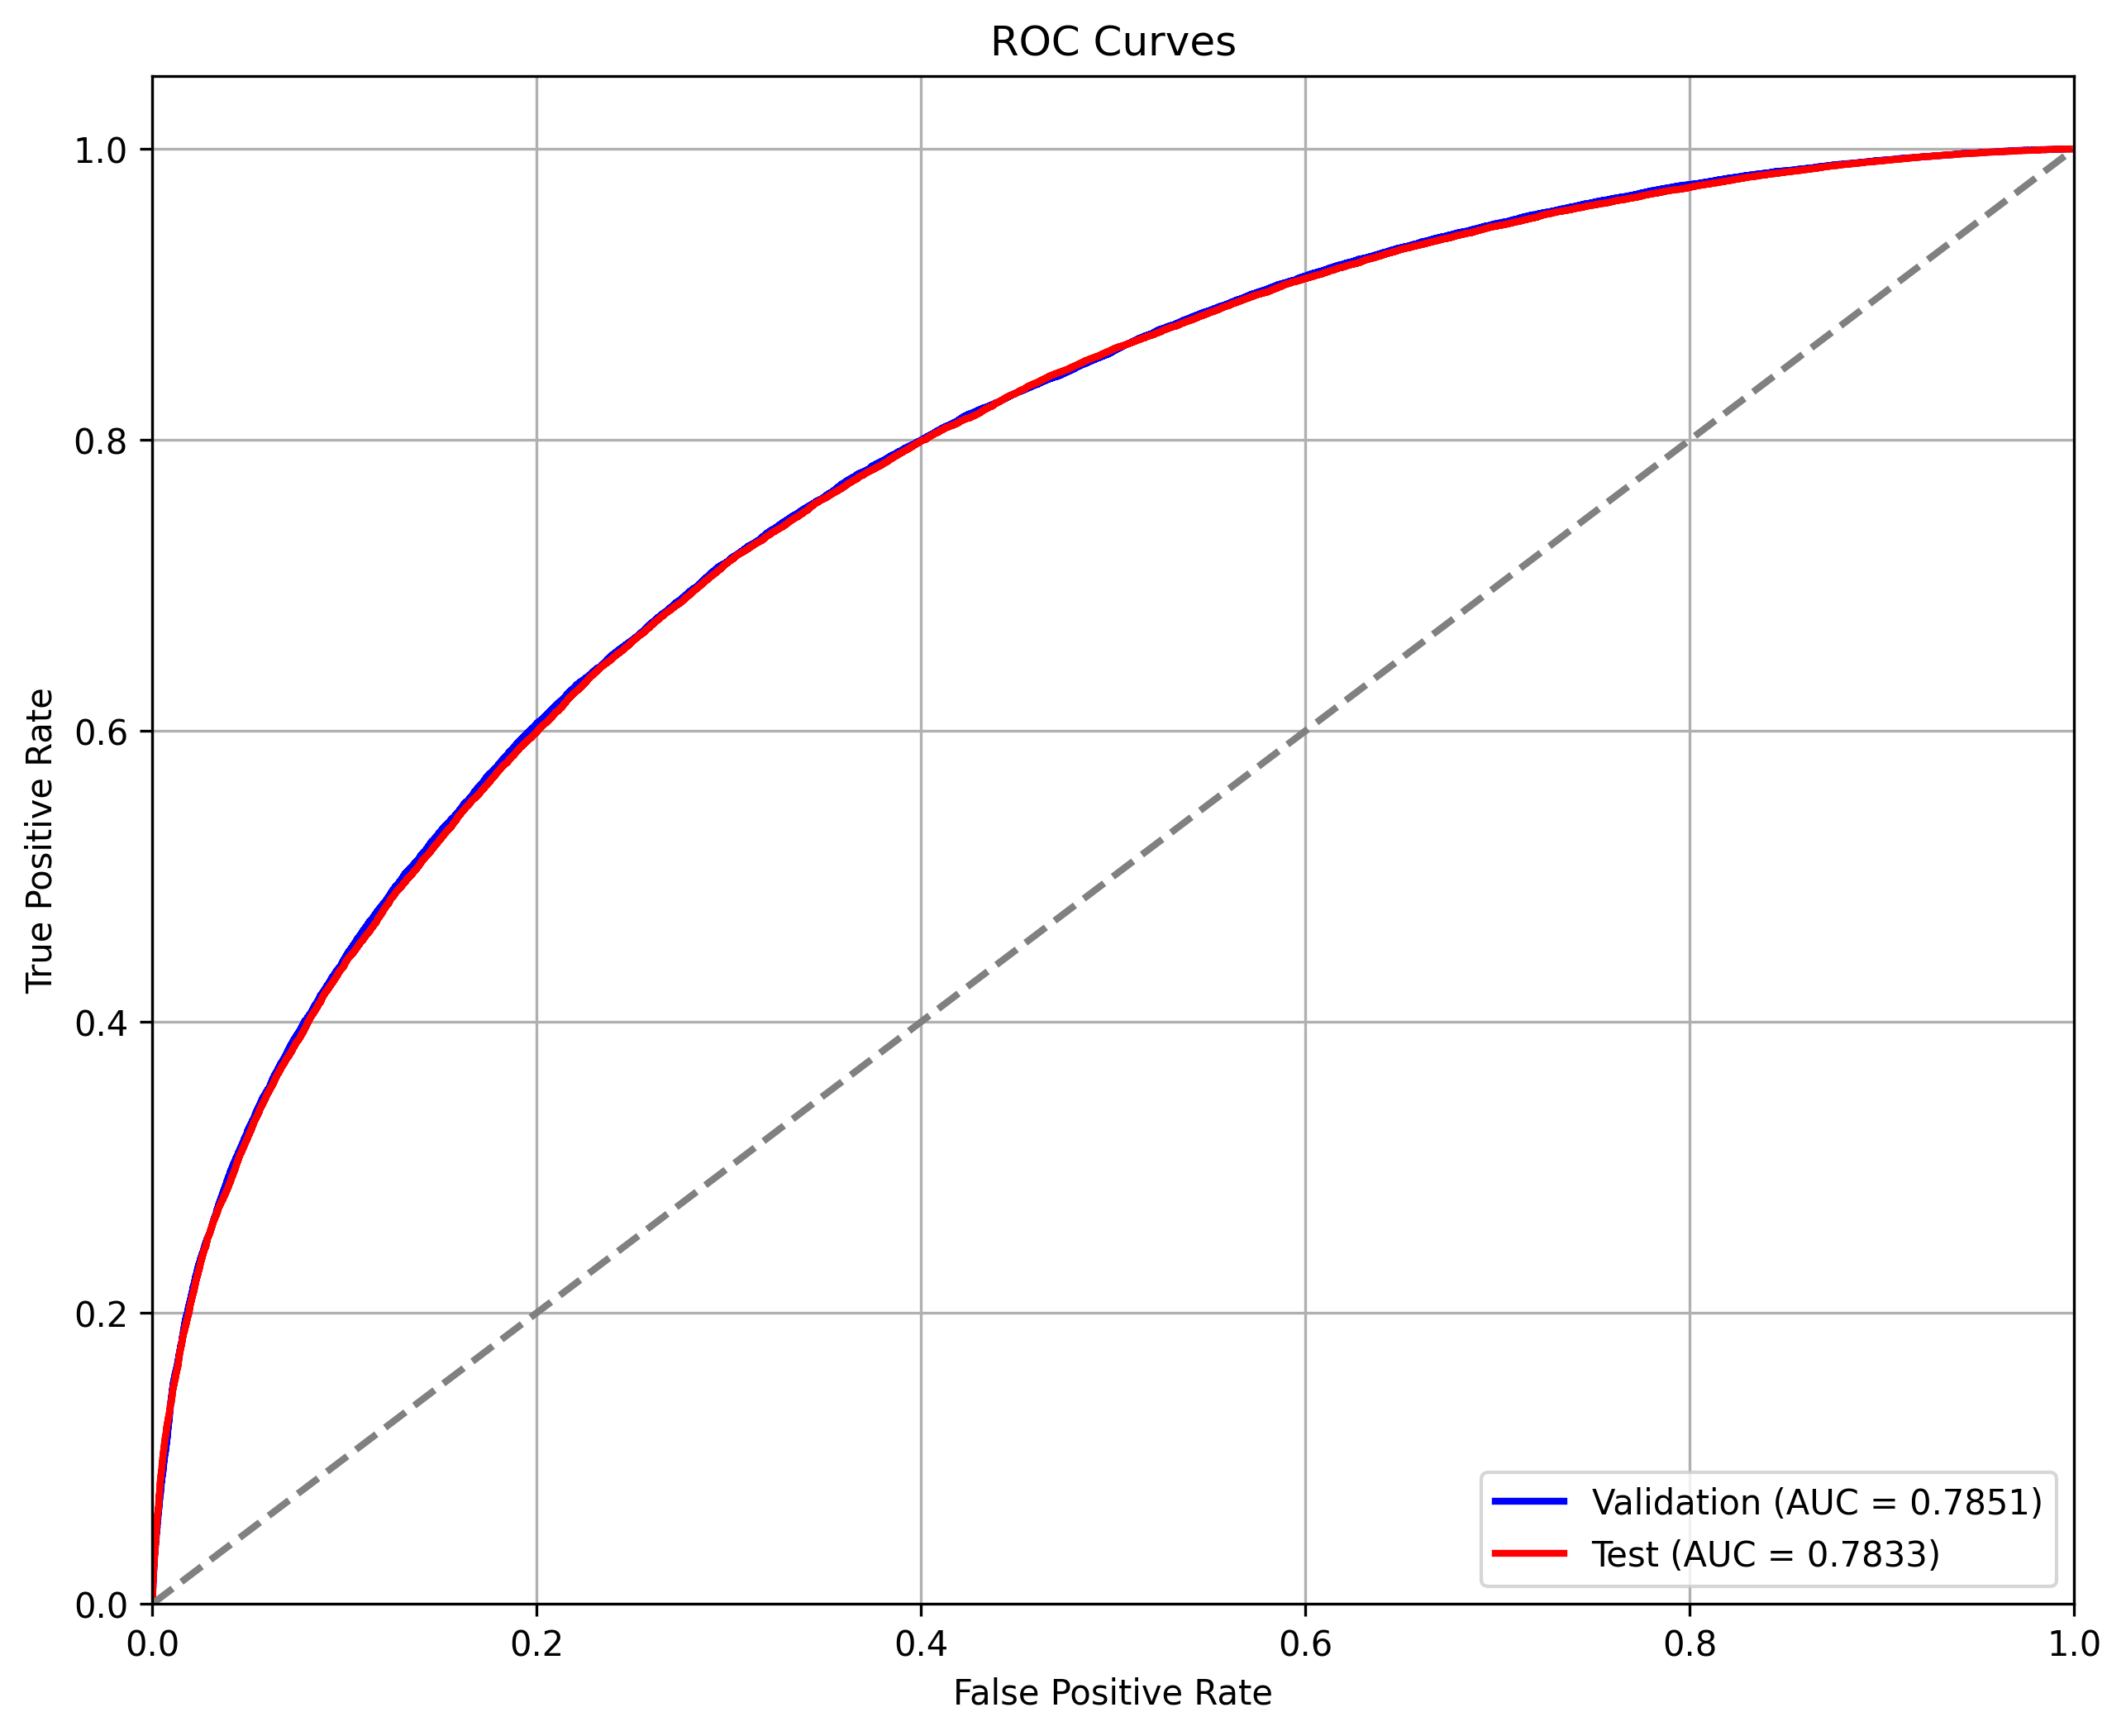 ROC Curves
True Positive Rate
1.0
0.8
0.6
0.4
0.2
0.0
0.0 0.2 0.4 0.6 0.8 1.0
False Positive Rate
Validation (AUC = 0.7851)
Test (AUC = 0.7833)